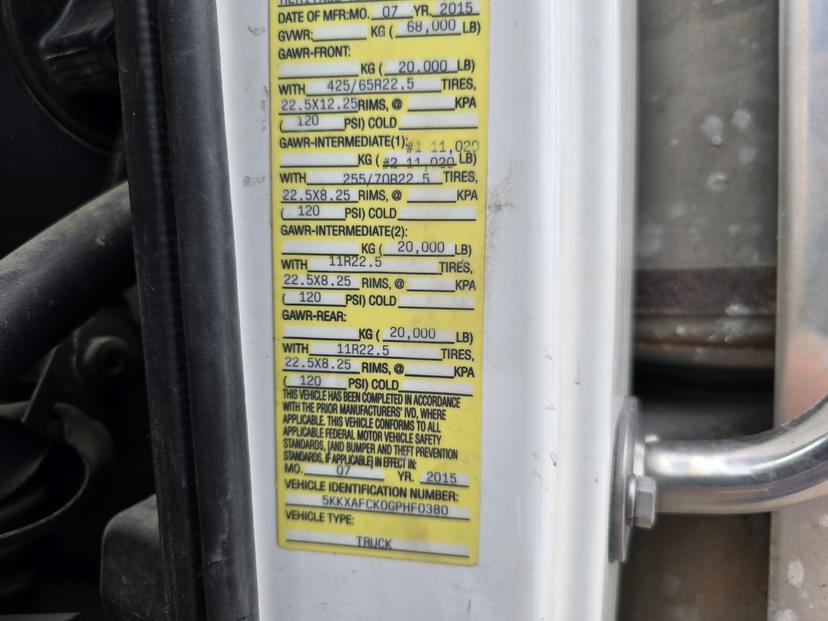 DATE OF MFR:MO. 07 YR. 2015
GVWR: KG ( 68,000 LB)
GAWR-FRONT:
KG ( 20,000 LB)
WITH 425/65R22.5 TIRES,
22.5X12.25 RIMS, @ KPA
( 120 PSI) COLD
GAWR-INTERMEDIATE(1): #1 11,020
KG ( #2 11,020 LB)
WITH 255/70R22.5 TIRES,
22.5X8.25 RIMS, @ KPA
( 120 PSI) COLD
GAWR-INTERMEDIATE(2):
KG ( 20,000 LB)
WITH 11R22.5 TIRES,
22.5X8.25 RIMS, @ KPA
( 120 PSI) COLD
GAWR-REAR:
KG ( 20,000 LB)
WITH 11R22.5 TIRES,
22.5X8.25 RIMS, @ KPA
( 120 PSI) COLD
THIS VEHICLE HAS BEEN COMPLETED IN ACCORDANCE
WITH THE PRIOR MANUFACTURERS' IVD, WHERE
APPLICABLE. THIS VEHICLE CONFORMS TO ALL
APPLICABLE FEDERAL MOTOR VEHICLE SAFETY
STANDARDS, [AND BUMPER AND THEFT PREVENTION
STANDARDS, IF APPLICABLE] IN EFFECT IN:
MO. 07 YR. 2015
VEHICLE IDENTIFICATION NUMBER:
5KKXAFCK0GPHF0380
VEHICLE TYPE:
TRUCK